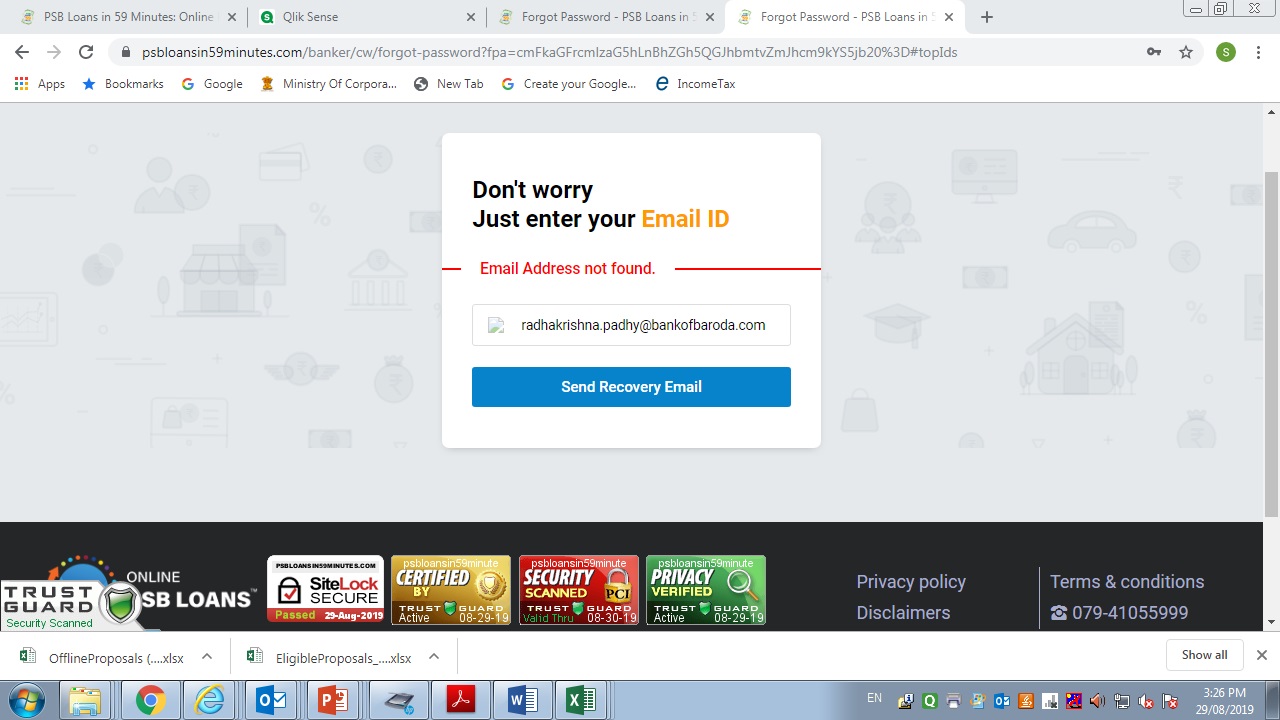 PSB Loans in 59 Minutes: Online
Qlik Sense
Forgot Password - PSB Loans in 5
Forgot Password - PSB Loans in 5
psbloansin59minutes.com/banker/cw/forgot-password?fpa=cmFkaGFrcmlzaG5hLnBhZGh5QGJhbmtvZmJhcm9kYS5jb20%3D#topIds
S
Apps
Bookmarks
Google
Ministry Of Corpora...
New Tab
Create your Google...
IncomeTax
Don't worry
Just enter your Email ID
Email Address not found.
radhakrishna.padhy@bankofbaroda.com
Send Recovery Email
TRUST
GUARD
Security Scanned
ONLINE
SB LOANS™
PSBLOANSIN59MINUTES.COM
SiteLock
SECURE
Passed 29-Aug-2019
psbloansin59minute
CERTIFIED
BY
TRUST GUARD
Active 08-29-19
psbloansin59minute
SECURITY
SCANNED
PCI
TRUST GUARD
Valid Thru 08-30-19
psbloansin59minute
PRIVACY
VERIFIED
TRUST GUARD
Active 08-29-19
Privacy policy
Disclaimers
Terms & conditions
079-41055999
OfflineProposals (....xlsx
EligibleProposals_....xlsx
Show all
EN
3:26 PM
29/08/2019